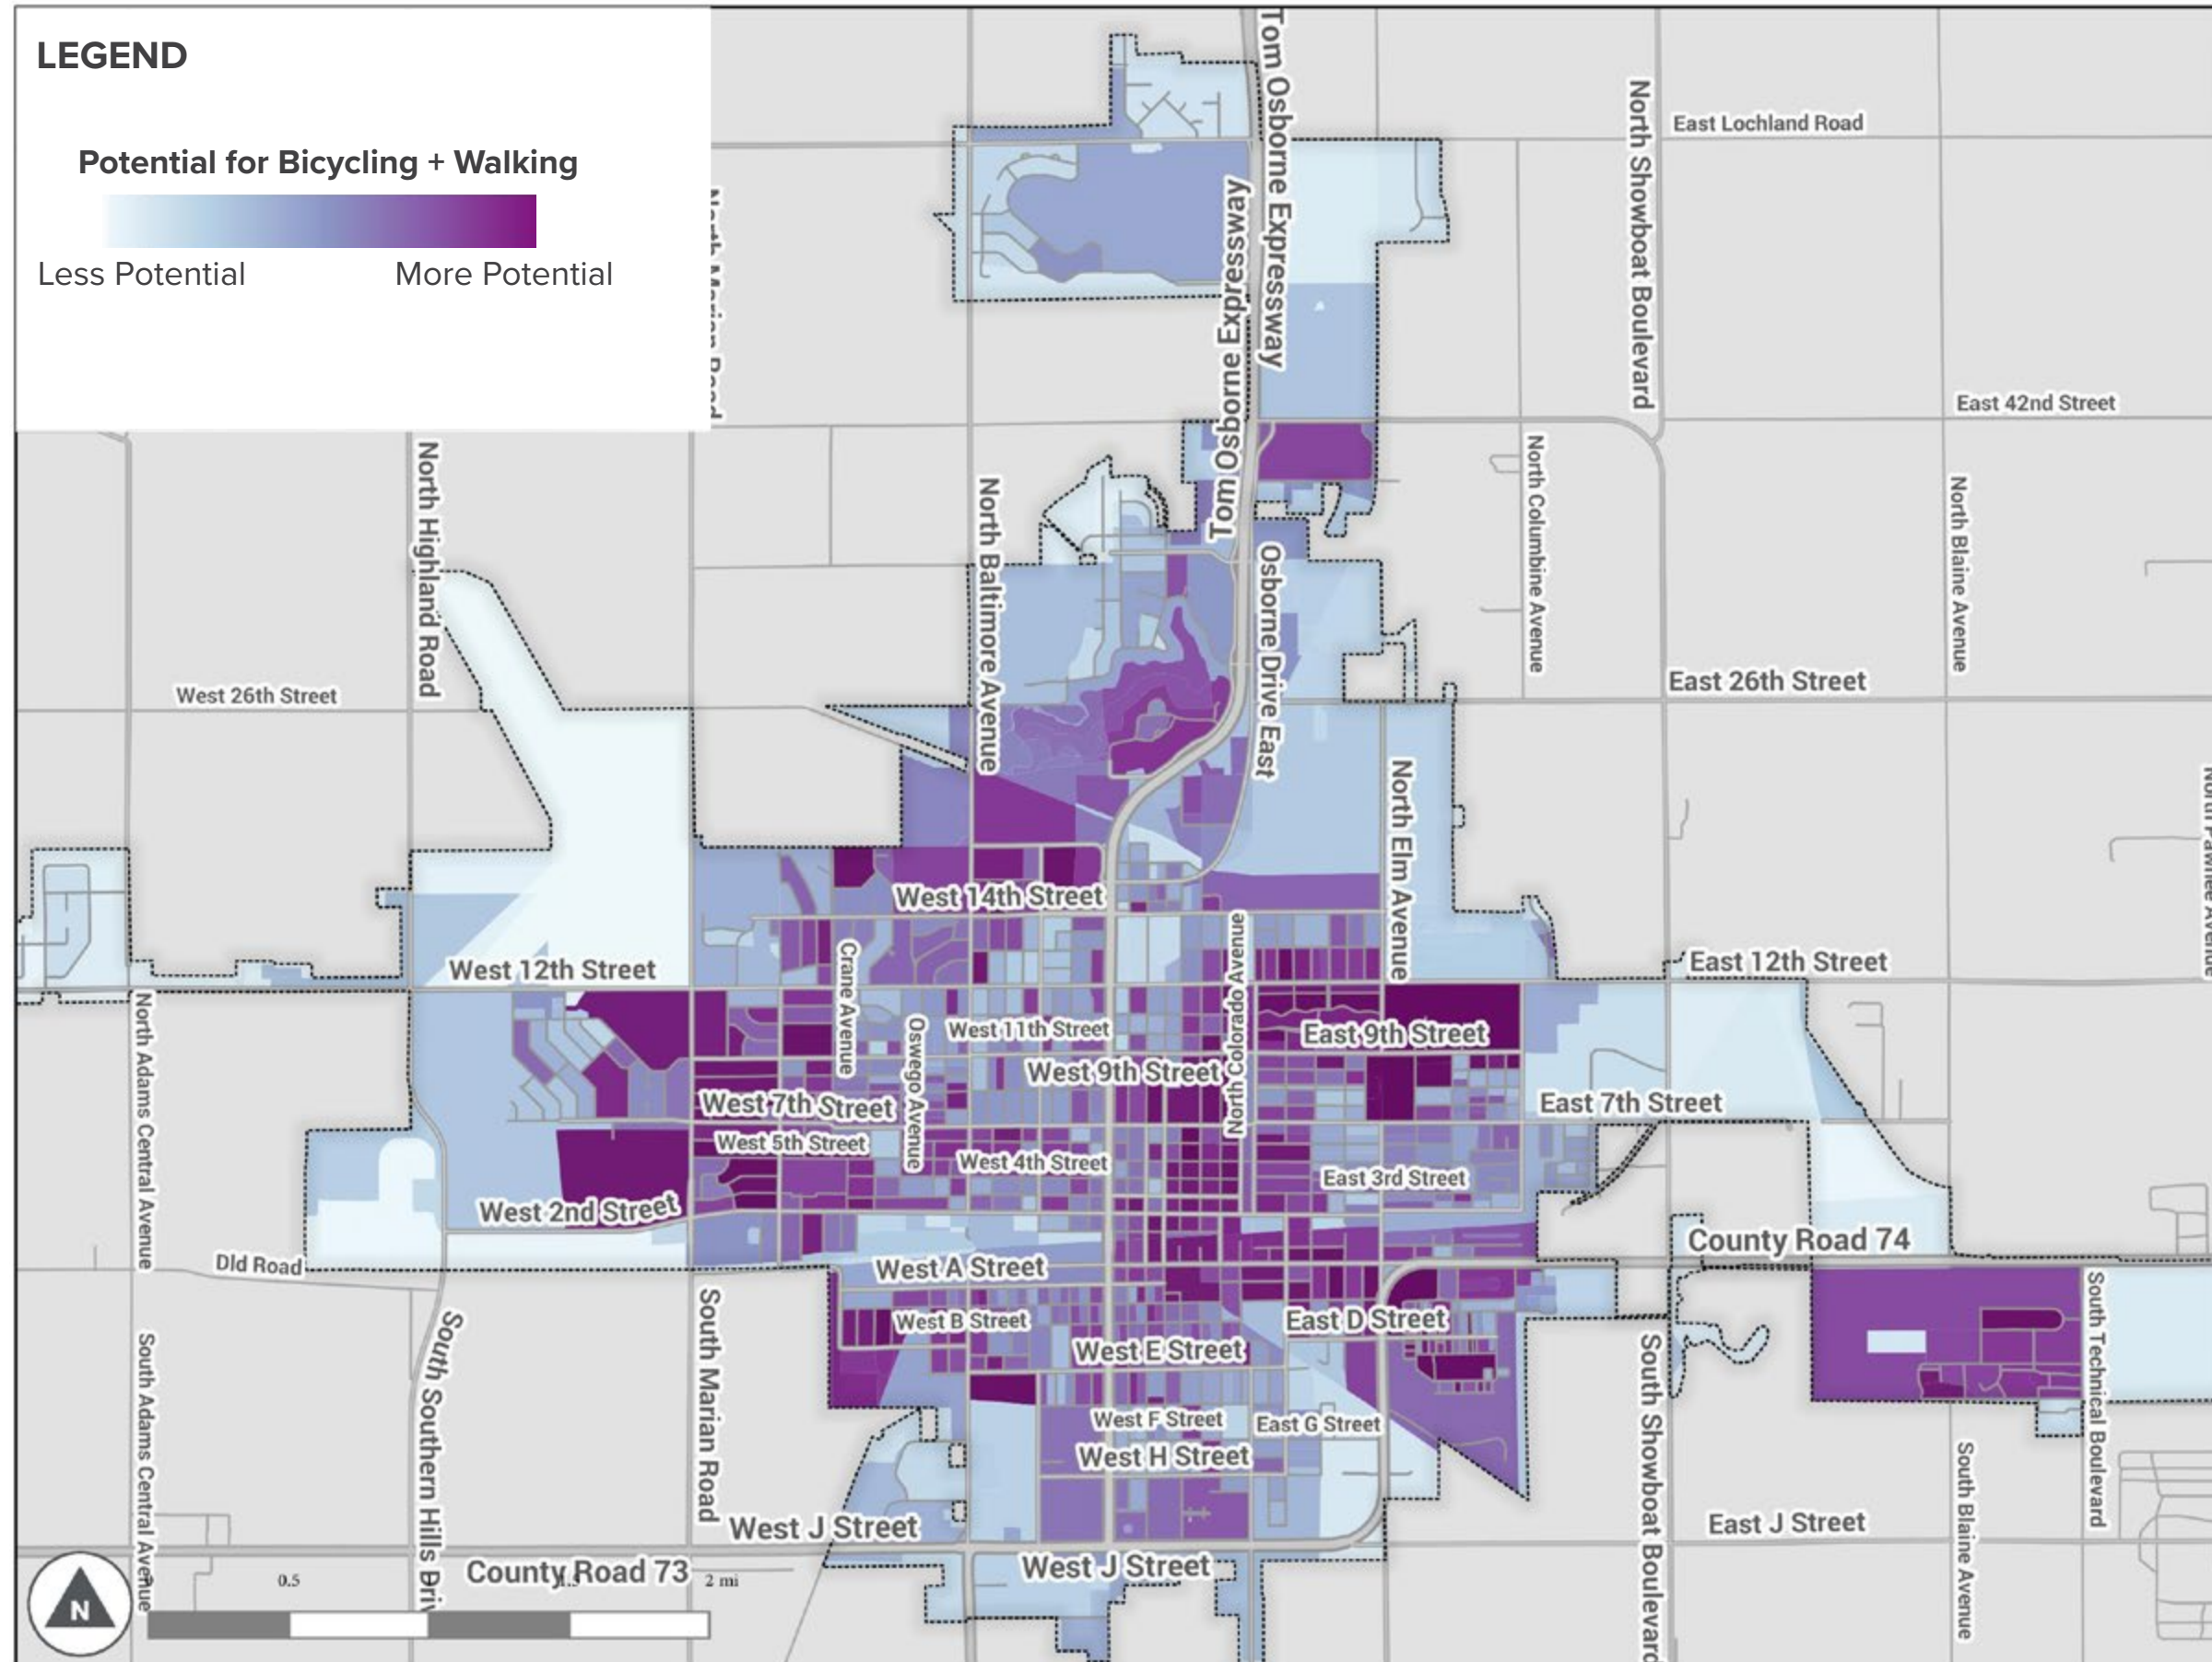 LEGEND
Potential for Bicycling + Walking
Less Potential
More Potential
Tom Osborne Expressway
Tom Osborne Expressway
North Showboat Boulevard
East Lochland Road
East 42nd Street
North Highland Road
North Baltimore Avenue
Osborne Drive East
North Columbine Avenue
North Blaine Avenue
West 26th Street
East 26th Street
North Elm Avenue
West 14th Street
West 12th Street
East 12th Street
Crane Avenue
Oswego Avenue
North Colorado Avenue
West 11th Street
East 9th Street
West 9th Street
North Adams Central Avenue
West 7th Street
East 7th Street
West 5th Street
West 4th Street
East 3rd Street
West 2nd Street
County Road 74
Dld Road
West A Street
South Technical Boulevard
South Adams Central Avenue
South Southern Hills Driv
South Marian Road
West B Street
East D Street
West E Street
South Showboat Boulevard
West F Street
East G Street
West H Street
South Blaine Avenue
West J Street
East J Street
West J Street
County Road 73
0.5
2 mi
N